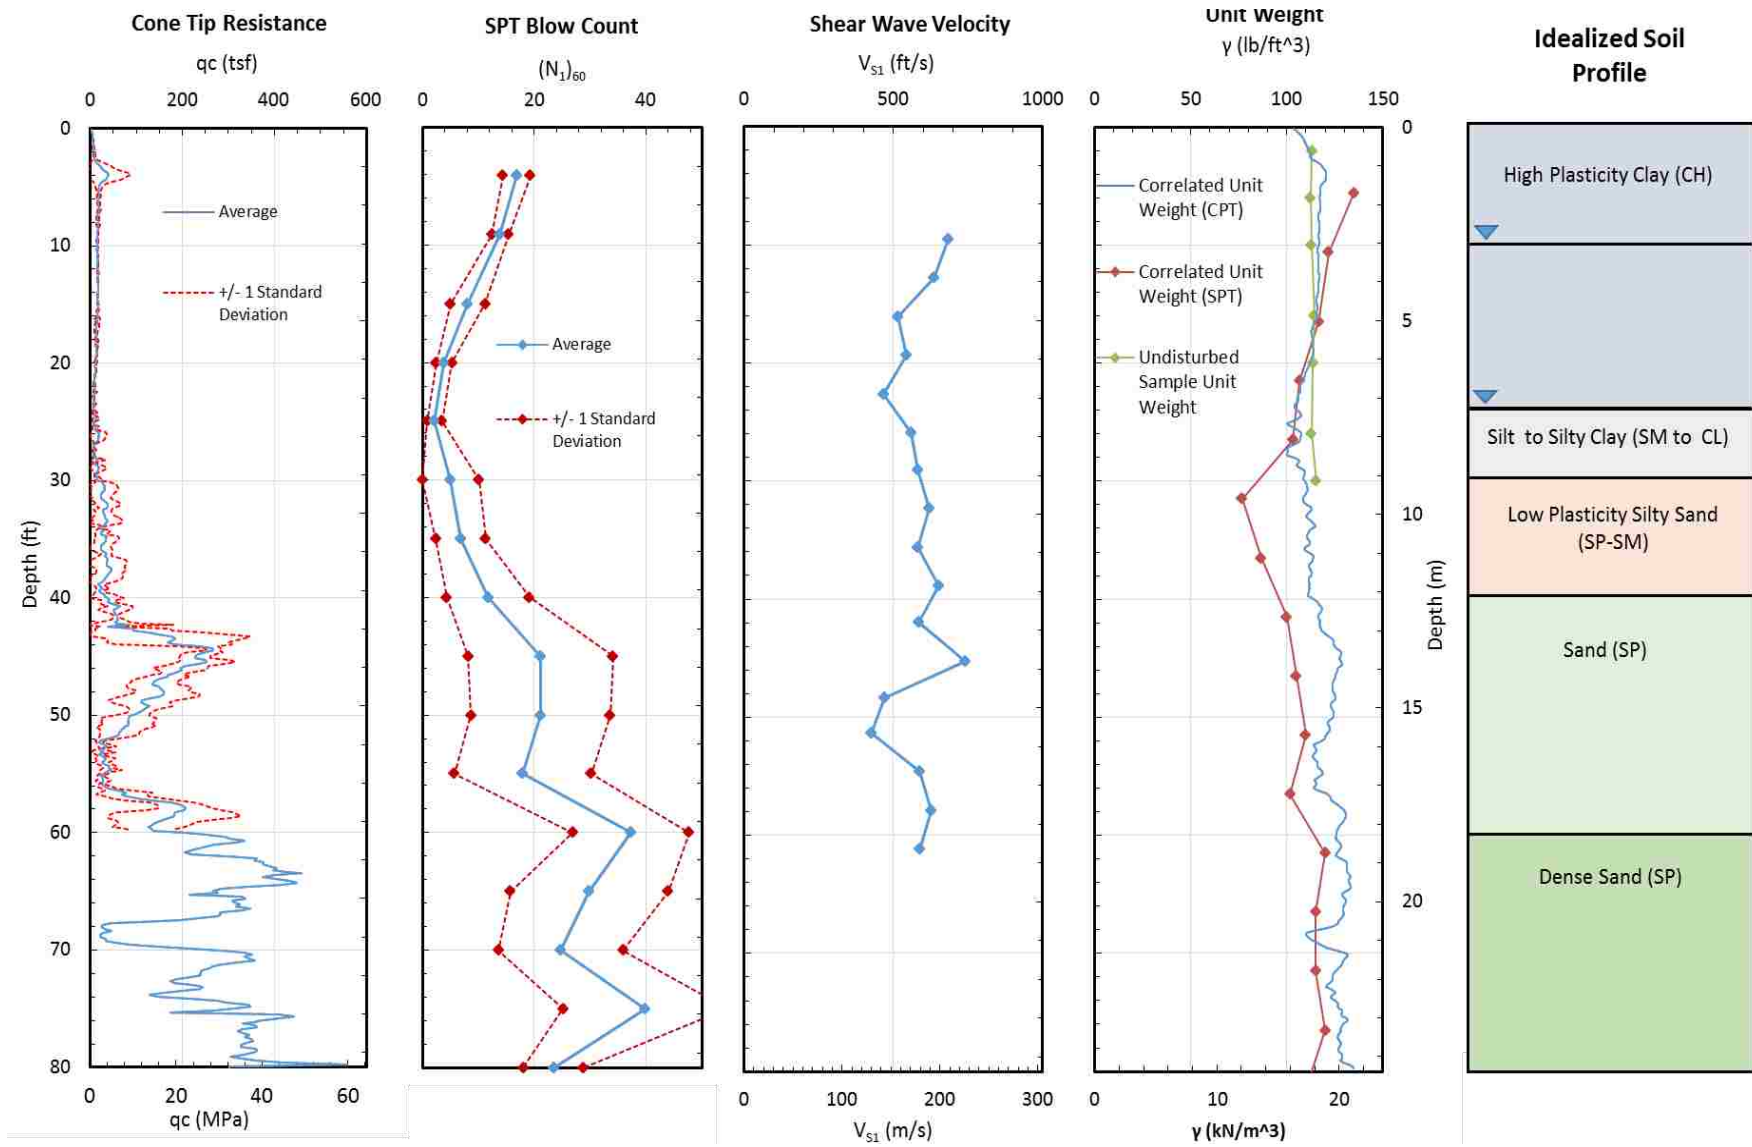 Cone Tip Resistance
qc (tsf)
0 200 400 600
SPT Blow Count
(N1)60
0 20 40
Shear Wave Velocity
VS1 (ft/s)
0 500 1000
Unit Weight
γ (lb/ft^3)
0 50 100 150
Idealized Soil
Profile
Depth (ft)
0
10
20
30
40
50
60
70
80
Average
+/- 1 Standard
Deviation
0 20 40 60
qc (MPa)
Average
+/- 1 Standard
Deviation
0 100 200 300
VS1 (m/s)
Correlated Unit
Weight (CPT)
Correlated Unit
Weight (SPT)
Undisturbed
Sample Unit
Weight
0 10 20
γ (kN/m^3)
0
5
10
15
20
Depth (m)
High Plasticity Clay (CH)
Silt to Silty Clay (SM to CL)
Low Plasticity Silty Sand
(SP-SM)
Sand (SP)
Dense Sand (SP)